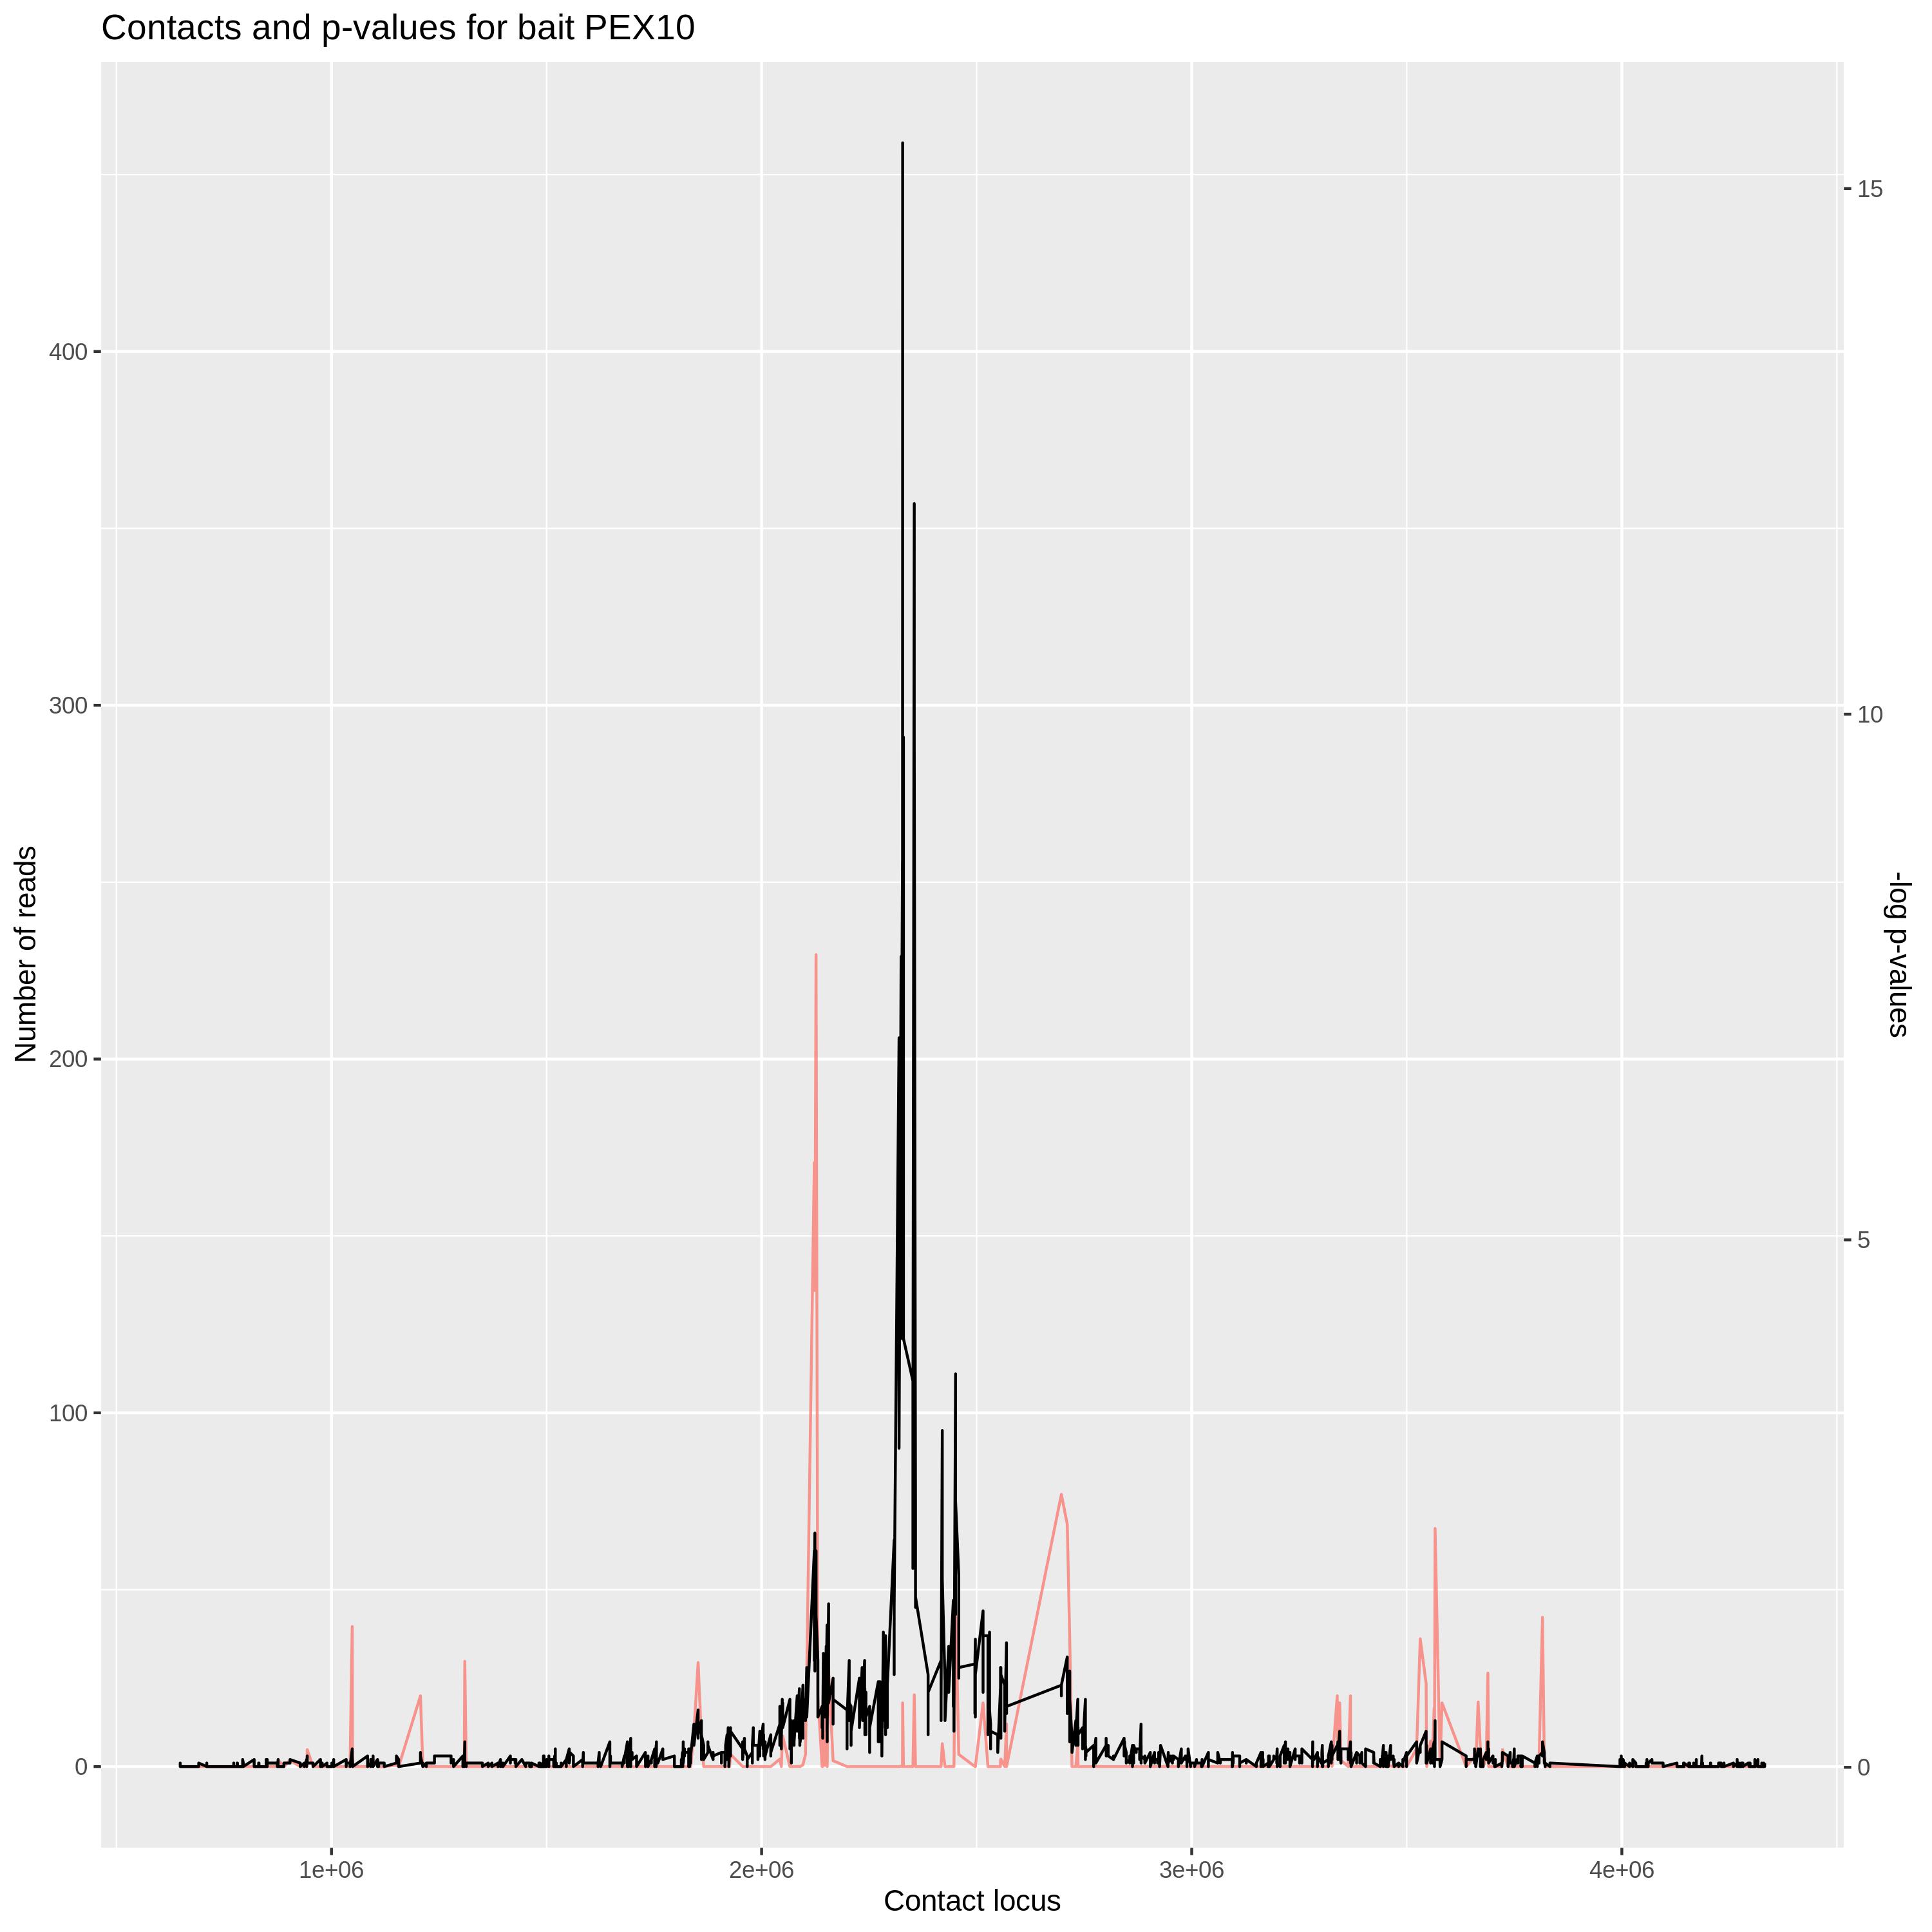 Contacts and p-values for bait PEX10
Number of reads
400
300
200
100
0
15
10
5
0
-log p-values
1e+06
2e+06
3e+06
4e+06
Contact locus